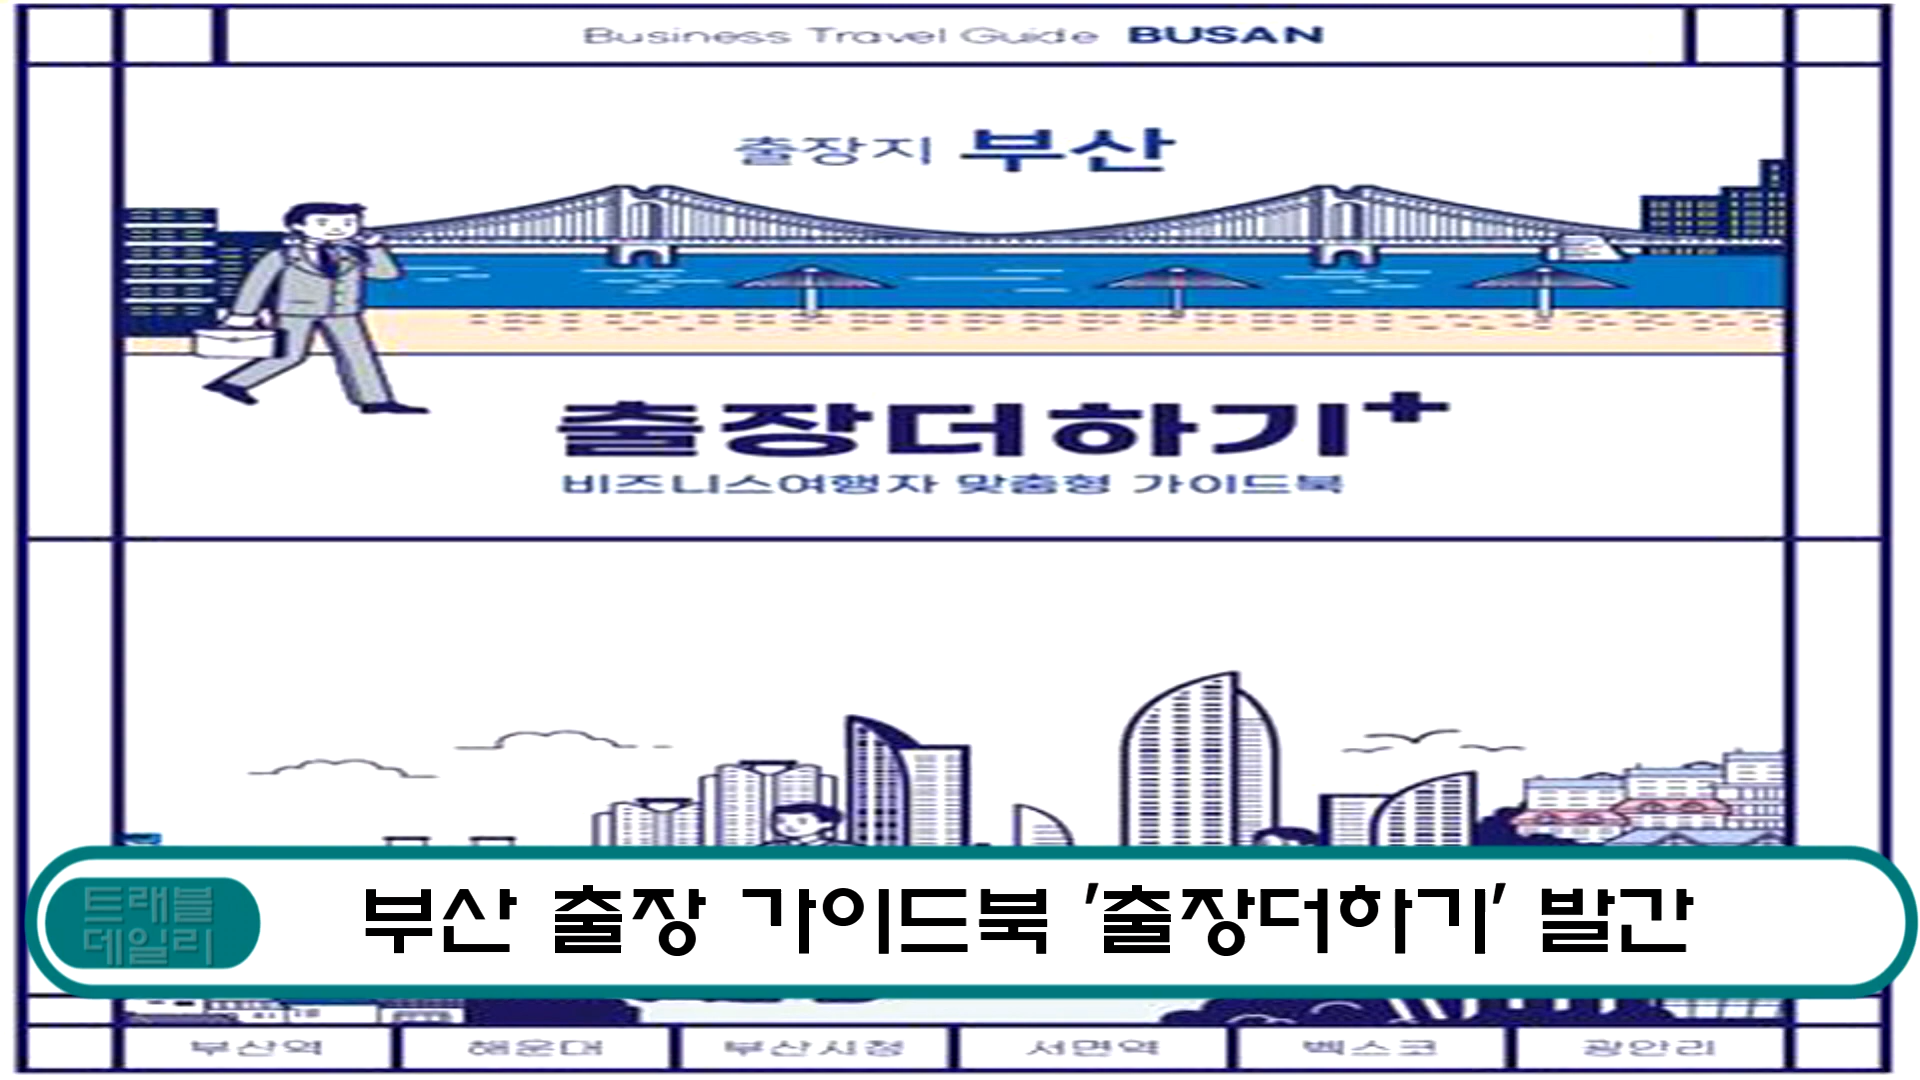 Business Travel Guide BUSAN
출장지 부산
출장더하기+
비즈니스여행자 맞춤형 가이드북
트래블
데일리
부산 출장 가이드북 '출장더하기' 발간
부산역 해운대 부산시청 서면역 벡스코 광안리